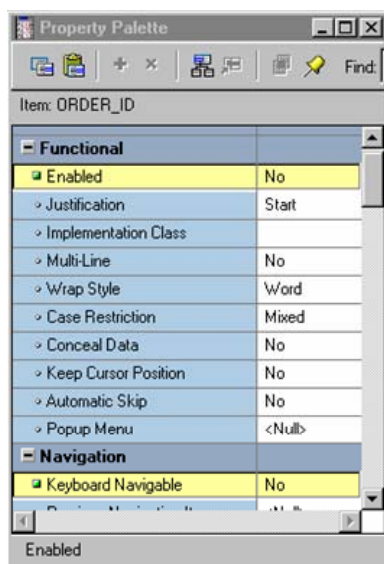 Property Palette
Find:
Item: ORDER_ID
Functional
Enabled No
Justification Start
Implementation Class
Multi-Line No
Wrap Style Word
Case Restriction Mixed
Conceal Data No
Keep Cursor Position No
Automatic Skip No
Popup Menu <Null>
Navigation
Keyboard Navigable No
Enabled